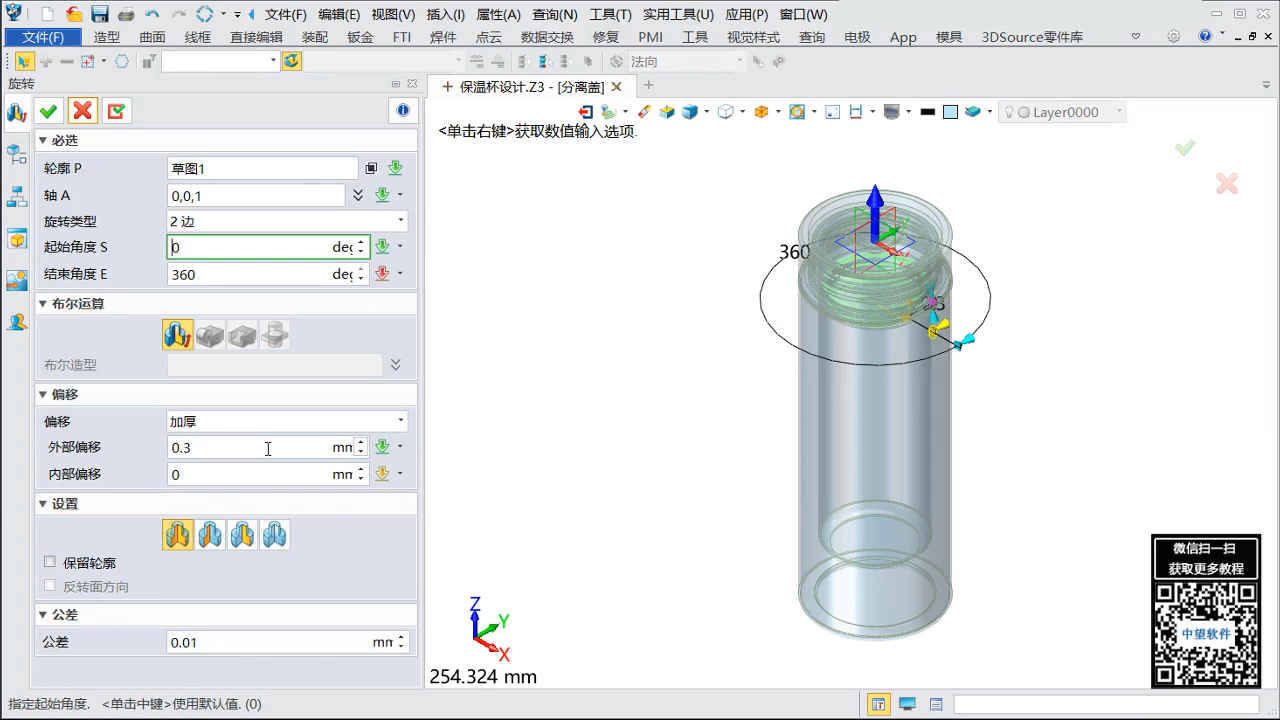 文件(F) 编辑(E) 视图(V) 插入(I) 属性(A) 查询(N) 工具(T) 实用工具(U) 应用(P) 窗口(W)
文件(F) 造型 曲面 线框 直接编辑 装配 钣金 FTI 焊件 点云 数据交换 修复 PMI 工具 视觉样式 查询 电极 App 模具 3DSource零件库
法向
旋转
保温杯设计.Z3 - [分离盖]
Layer0000
<单击右键>获取数值输入选项.
必选
轮廓 P 草图1
轴 A 0,0,1
旋转类型 2 边
起始角度 S 0 deg
结束角度 E 360 deg
布尔运算
布尔造型
偏移
偏移 加厚
外部偏移 0.3 mm
内部偏移 0 mm
设置
保留轮廓
反转面方向
公差
公差 0.01 mm
360
Z
Y
X
254.324 mm
微信扫一扫
获取更多教程
中望软件
指定起始角度. <单击中键>使用默认值. (0)